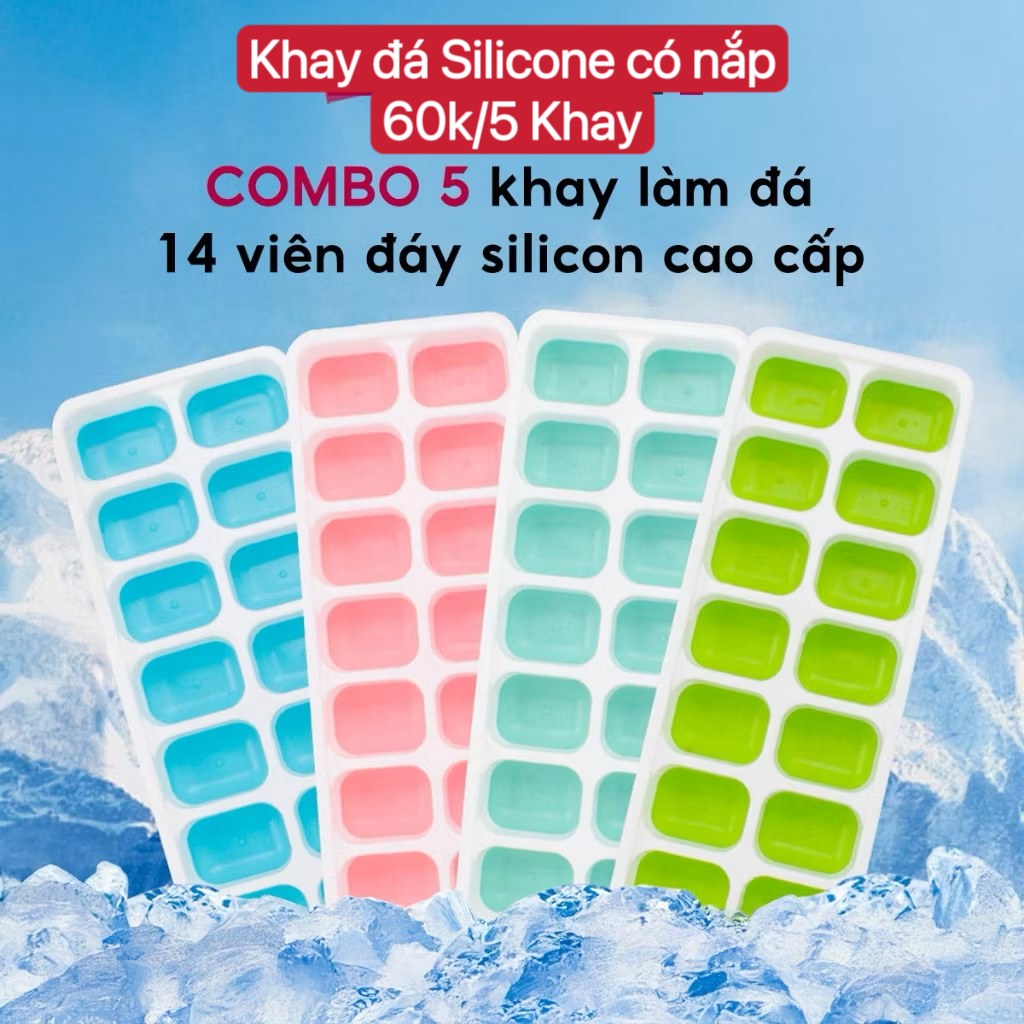 Khay đá Silicone có nắp
60k/5 Khay
COMBO 5 khay làm đá
14 viên đáy silicon cao cấp